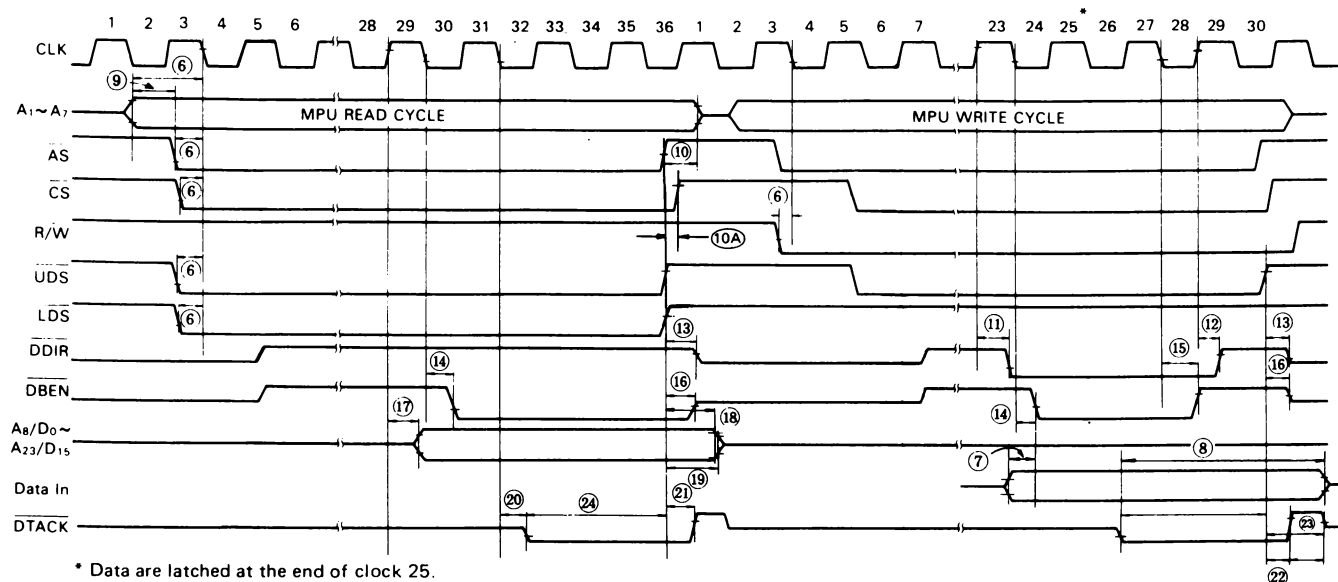 *
1 2 3 4 5 6 28 29 30 31 32 33 34 35 36 1 2 3 4 5 6 7 23 24 25 26 27 28 29 30
CLK
⑥
⑨
A₁~A₇ MPU READ CYCLE MPU WRITE CYCLE
AS ⑥ ⑩
CS ⑥ ⑥
R/W 10A
UDS ⑥
LDS ⑥
⑬ ⑪ ⑫ ⑬
DDIR
⑭ ⑮
DBEN ⑯ ⑯
⑰ ⑱ ⑭
A₈/D₀~
A₂₃/D₁₅
⑦ ⑧
⑲
Data In
⑳ ㉔ ㉑
DTACK ㉓
㉒
* Data are latched at the end of clock 25.